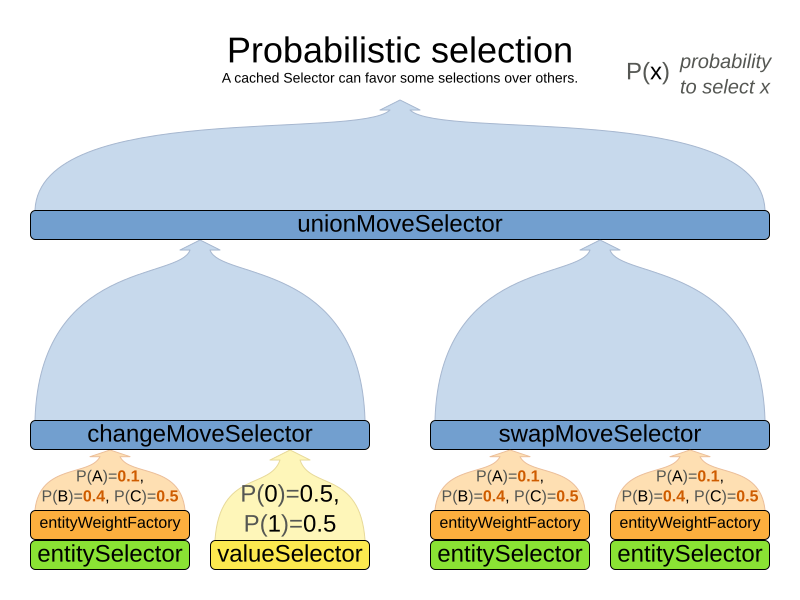 Probabilistic selection
A cached Selector can favor some selections over others.
P(x) probability
to select x
unionMoveSelector
changeMoveSelector
swapMoveSelector
P(A)=0.1,
P(B)=0.4, P(C)=0.5
entityWeightFactory
entitySelector
P(0)=0.5,
P(1)=0.5
valueSelector
P(A)=0.1,
P(B)=0.4, P(C)=0.5
entityWeightFactory
entitySelector
P(A)=0.1,
P(B)=0.4, P(C)=0.5
entityWeightFactory
entitySelector